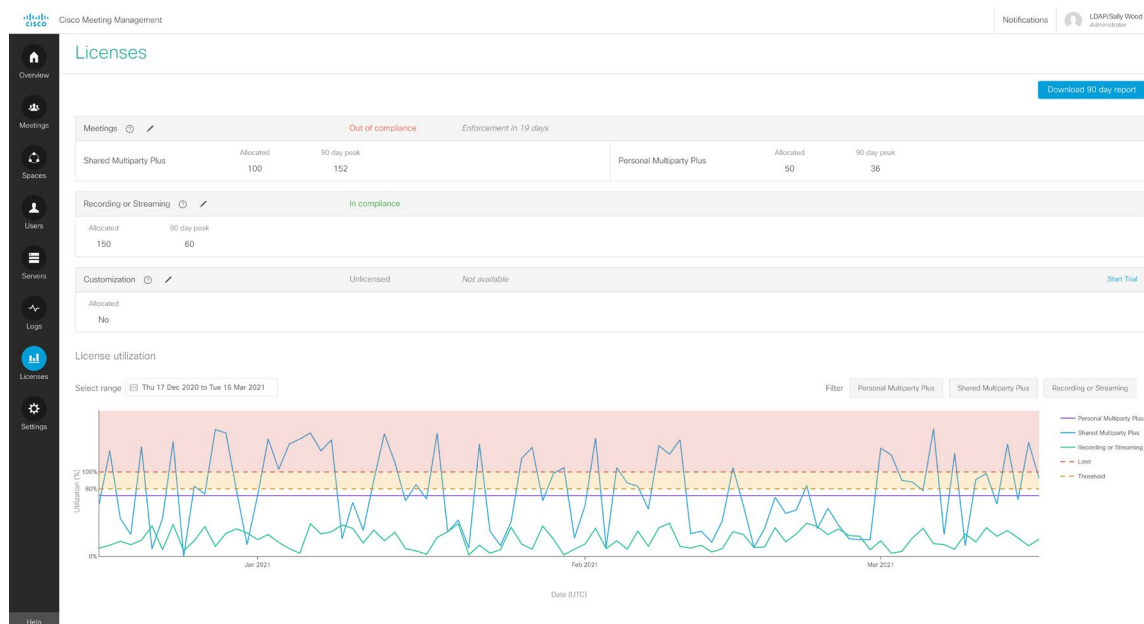 CISCO
Cisco Meeting Management
Notifications
LDAP/Sally Wood
Administrator
Overview
Meetings
Spaces
Users
Servers
Logs
Licenses
Settings
Help
Licenses
Download 90 day report
Meetings
Out of compliance
Enforcement in 19 days
Shared Multiparty Plus
Allocated
100
90 day peak
152
Personal Multiparty Plus
Allocated
50
90 day peak
36
Recording or Streaming
In compliance
Allocated
150
90 day peak
60
Customization
Unlicensed
Not available
Start Trial
Allocated
No
License utilization
Select range
Thu 17 Dec 2020 to Tue 16 Mar 2021
Filter
Personal Multiparty Plus
Shared Multiparty Plus
Recording or Streaming
Utilization (%)
100%
80%
0%
Jan 2021
Feb 2021
Mar 2021
Date (UTC)
Personal Multiparty Plus
Shared Multiparty Plus
Recording or Streaming
Limit
Threshold